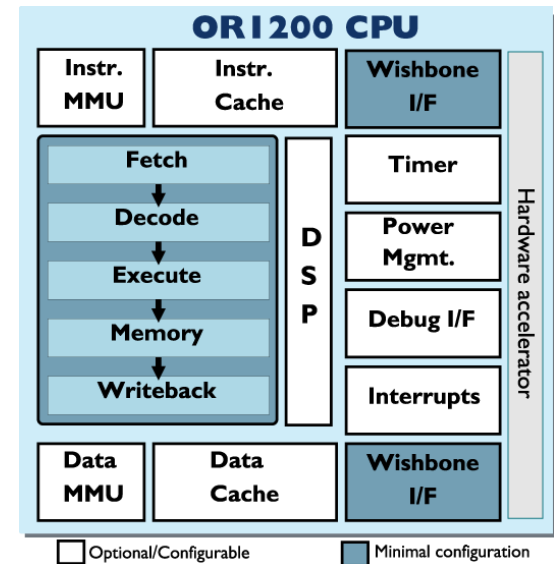 OR1200 CPU
Instr.
MMU
Instr.
Cache
Wishbone
I/F
Fetch
Decode
Execute
Memory
Writeback
D
S
P
Timer
Power
Mgmt.
Debug I/F
Interrupts
Hardware accelerator
Data
MMU
Data
Cache
Wishbone
I/F
Optional/Configurable
Minimal configuration